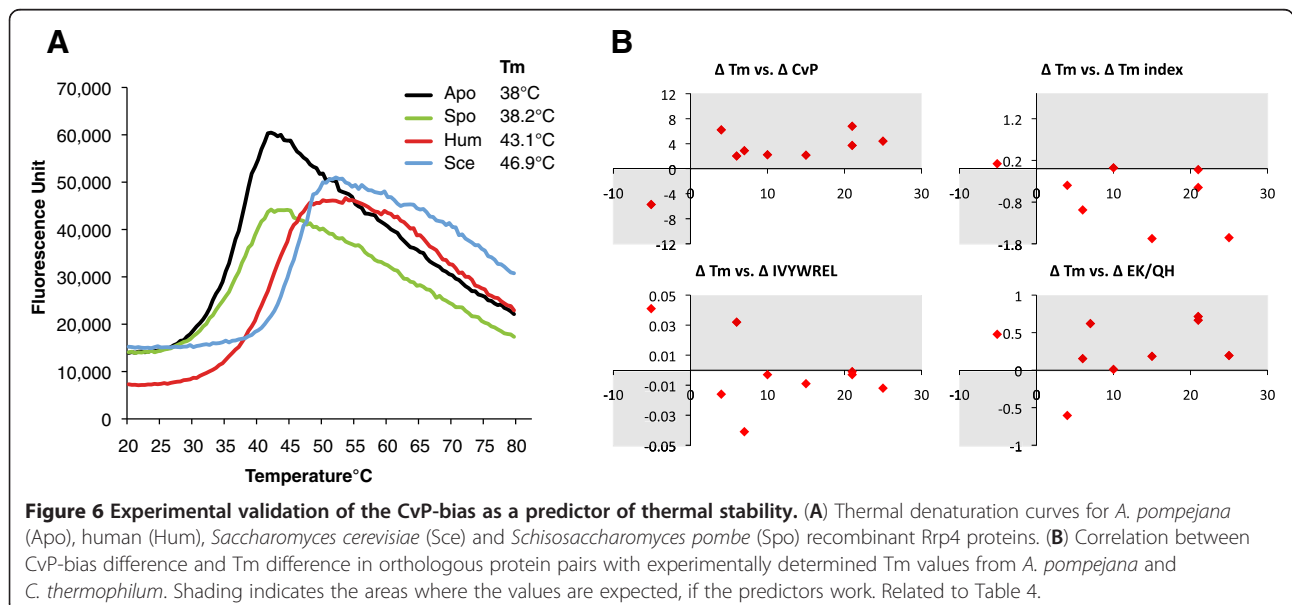 A
Tm
Apo 38°C
Spo 38.2°C
Hum 43.1°C
Sce 46.9°C
Fluorescence Unit
70,000
60,000
50,000
40,000
30,000
20,000
10,000
0
20 25 30 35 40 45 50 55 60 65 70 75 80
Temperature°C
B
Δ Tm vs. Δ CvP
12
8
4
0
-4
-8
-12
-10 0 10 20 30
Δ Tm vs. Δ Tm index
1.2
0.2
-0.8
-1.8
-10 0 10 20 30
Δ Tm vs. Δ IVYWREL
0.05
0.03
0.01
-0.01
-0.03
-0.05
-10 0 10 20 30
Δ Tm vs. Δ EK/QH
1
0.5
0
-0.5
-1
-10 0 10 20 30
Figure 6 Experimental validation of the CvP-bias as a predictor of thermal stability. (A) Thermal denaturation curves for A. pompejana
(Apo), human (Hum), Saccharomyces cerevisiae (Sce) and Schisosaccharomyces pombe (Spo) recombinant Rrp4 proteins. (B) Correlation between
CvP-bias difference and Tm difference in orthologous protein pairs with experimentally determined Tm values from A. pompejana and
C. thermophilum. Shading indicates the areas where the values are expected, if the predictors work. Related to Table 4.